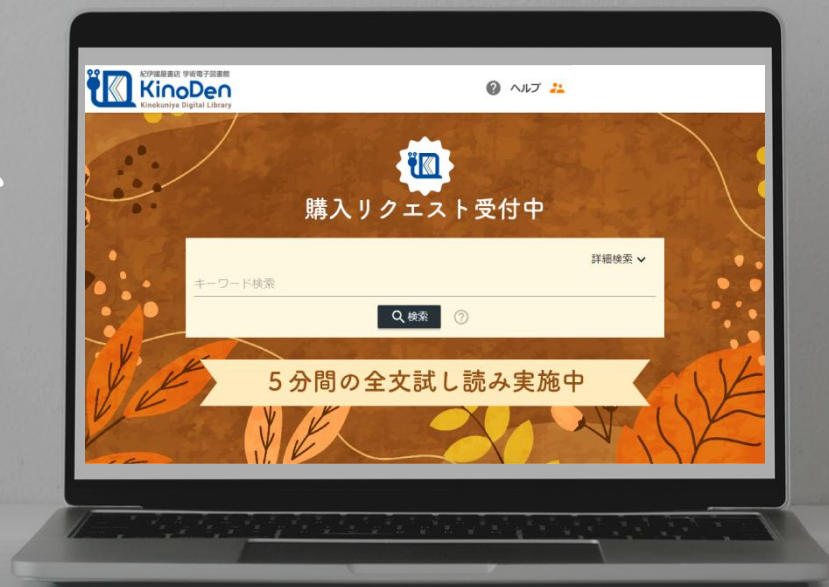 紀伊國屋書店 学術電子図書館
KinoDen
Kinokuniya Digital Library
ヘルプ
購入リクエスト受付中
詳細検索
キーワード検索
検索
5分間の全文試し読み実施中